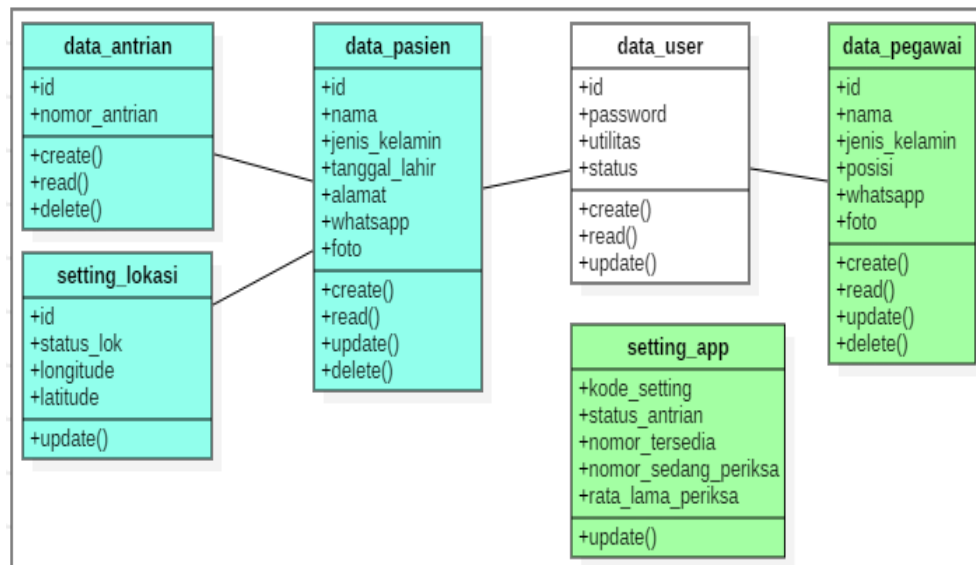 data_antrian
+id
+nomor_antrian
+create()
+read()
+delete()
setting_lokasi
+id
+status_lok
+longitude
+latitude
+update()
data_pasien
+id
+nama
+jenis_kelamin
+tanggal_lahir
+alamat
+whatsapp
+foto
+create()
+read()
+update()
+delete()
data_user
+id
+password
+utilitas
+status
+create()
+read()
+update()
setting_app
+kode_setting
+status_antrian
+nomor_tersedia
+nomor_sedang_periksa
+rata_lama_periksa
+update()
data_pegawai
+id
+nama
+jenis_kelamin
+posisi
+whatsapp
+foto
+create()
+read()
+update()
+delete()